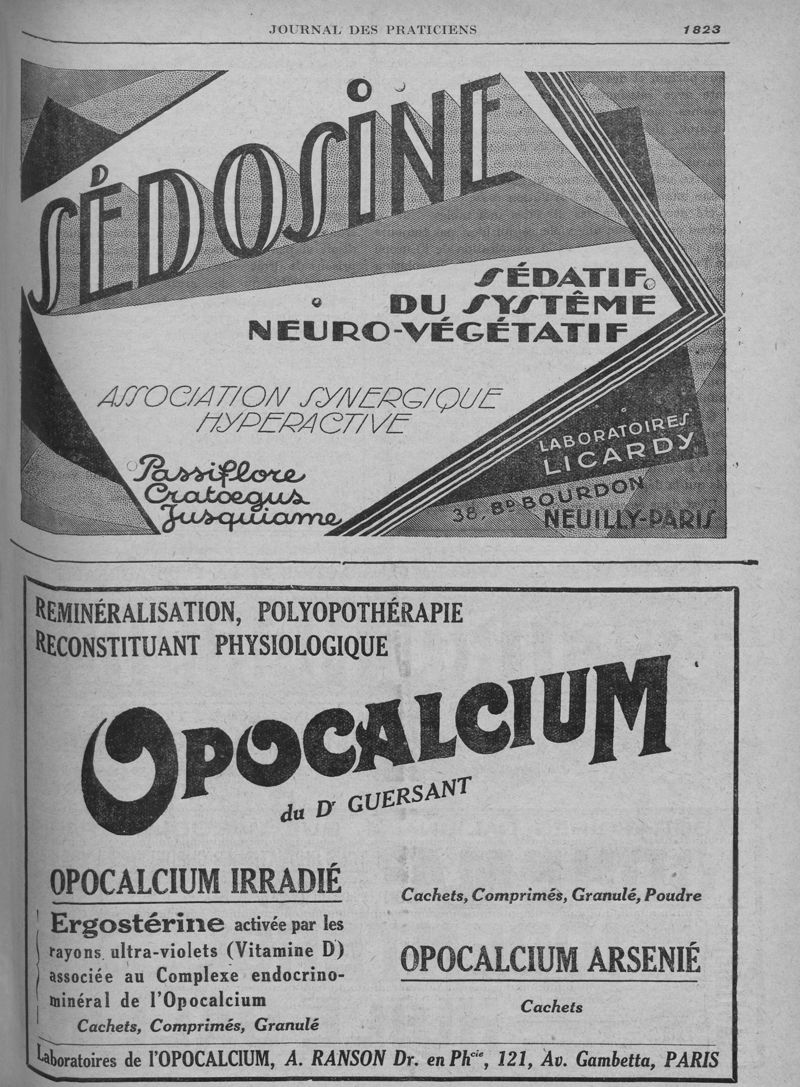 JOURNAL DES PRATICIENS 1823
SÉDOSINE
SÉDATIF
DU SYSTÊME
NEURO-VÉGÉTATIF
ASSOCIATION SYNERGIQUE
HYPERACTIVE
Passiflore
Cratoegus
Jusquiame
LABORATOIRES
LICARDY
38, BD BOURDON
NEUILLY-PARIS
REMINÉRALISATION, POLYOPOTHÉRAPIE
RECONSTITUANT PHYSIOLOGIQUE
OPOCALCIUM
du Dr GUERSANT
OPOCALCIUM IRRADIÉ
Ergostérine activée par les
rayons ultra-violets (Vitamine D)
associée au Complexe endocrino-
minéral de l'Opocalcium
Cachets, Comprimés, Granulé
Cachets, Comprimés, Granulé, Poudre
OPOCALCIUM ARSENIÉ
Cachets
Laboratoires de l'OPOCALCIUM, A. RANSON Dr. en Phcie, 121, Av. Gambetta, PARIS